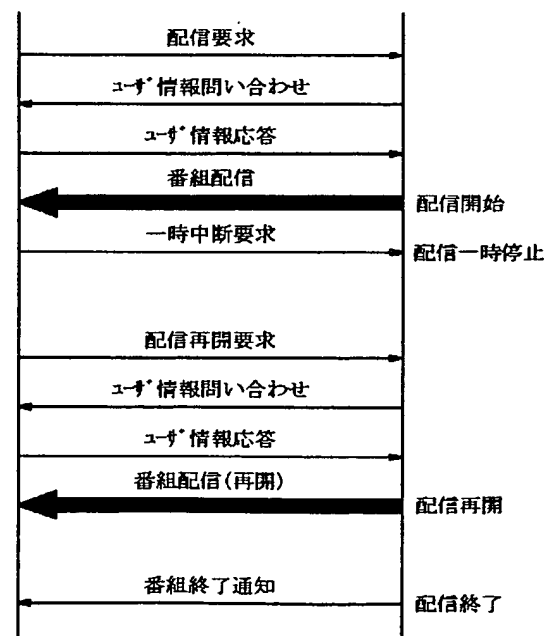 配信要求
ﾕｰｻﾞ情報問い合わせ
ﾕｰｻﾞ情報応答
番組配信
配信開始
一時中断要求
配信一時停止
配信再開要求
ﾕｰｻﾞ情報問い合わせ
ﾕｰｻﾞ情報応答
番組配信(再開)
配信再開
番組終了通知
配信終了